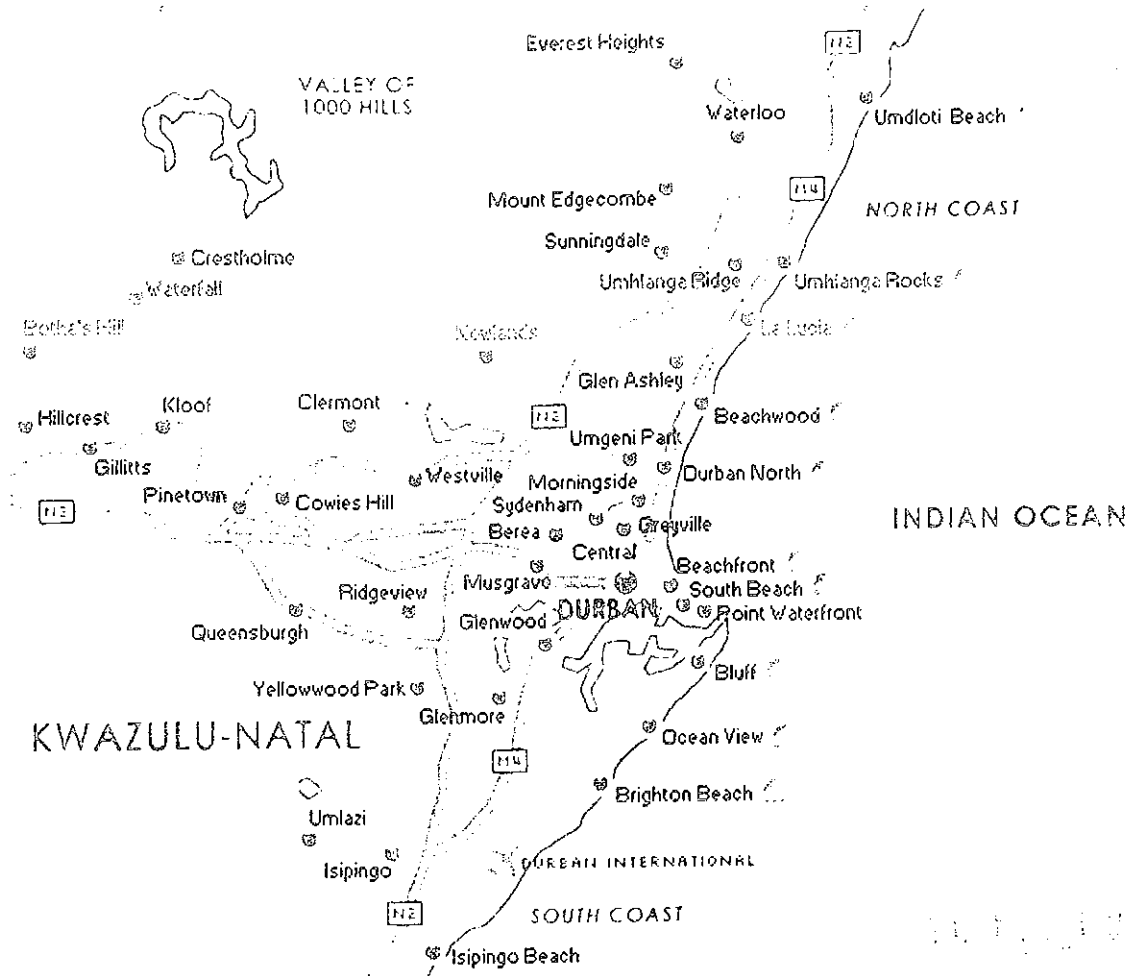 Everest Heights
N2
VALLEY OF
1000 HILLS
Waterloo
Umdloti Beach
M4
Mount Edgecombe
NORTH COAST
Sunningdale
Crestholme
Umhlanga Ridge
Umhlanga Rocks
Waterfall
Botha's Hill
Newlands
La Lucia
Glen Ashley
Hillcrest
Kloof
Clermont
N2
Beachwood
Umgeni Park
Gillitts
Westville
Morningside
Durban North
Pinetown
Cowies Hill
Sydenham
N3
Berea
Greyville
INDIAN OCEAN
Central
Beachfront
Musgrave
South Beach
Ridgeview
DURBAN
Point Waterfront
Queensburgh
Glenwood
Bluff
Yellowwood Park
Glenmore
KWAZULU-NATAL
Ocean View
M4
Brighton Beach
Umlazi
Isipingo
DURBAN INTERNATIONAL
N2
SOUTH COAST
Isipingo Beach